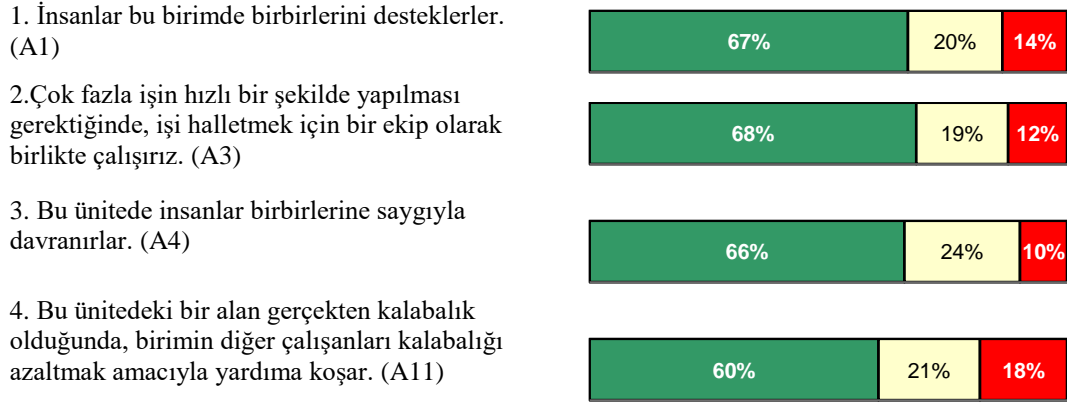 1. İnsanlar bu birimde birbirlerini desteklerler.
(A1)
67% 20% 14%
2.Çok fazla işin hızlı bir şekilde yapılması
gerektiğinde, işi halletmek için bir ekip olarak
birlikte çalışırız. (A3)
68% 19% 12%
3. Bu ünitede insanlar birbirlerine saygıyla
davranırlar. (A4)
66% 24% 10%
4. Bu ünitedeki bir alan gerçekten kalabalık
olduğunda, birimin diğer çalışanları kalabalığı
azaltmak amacıyla yardıma koşar. (A11)
60% 21% 18%